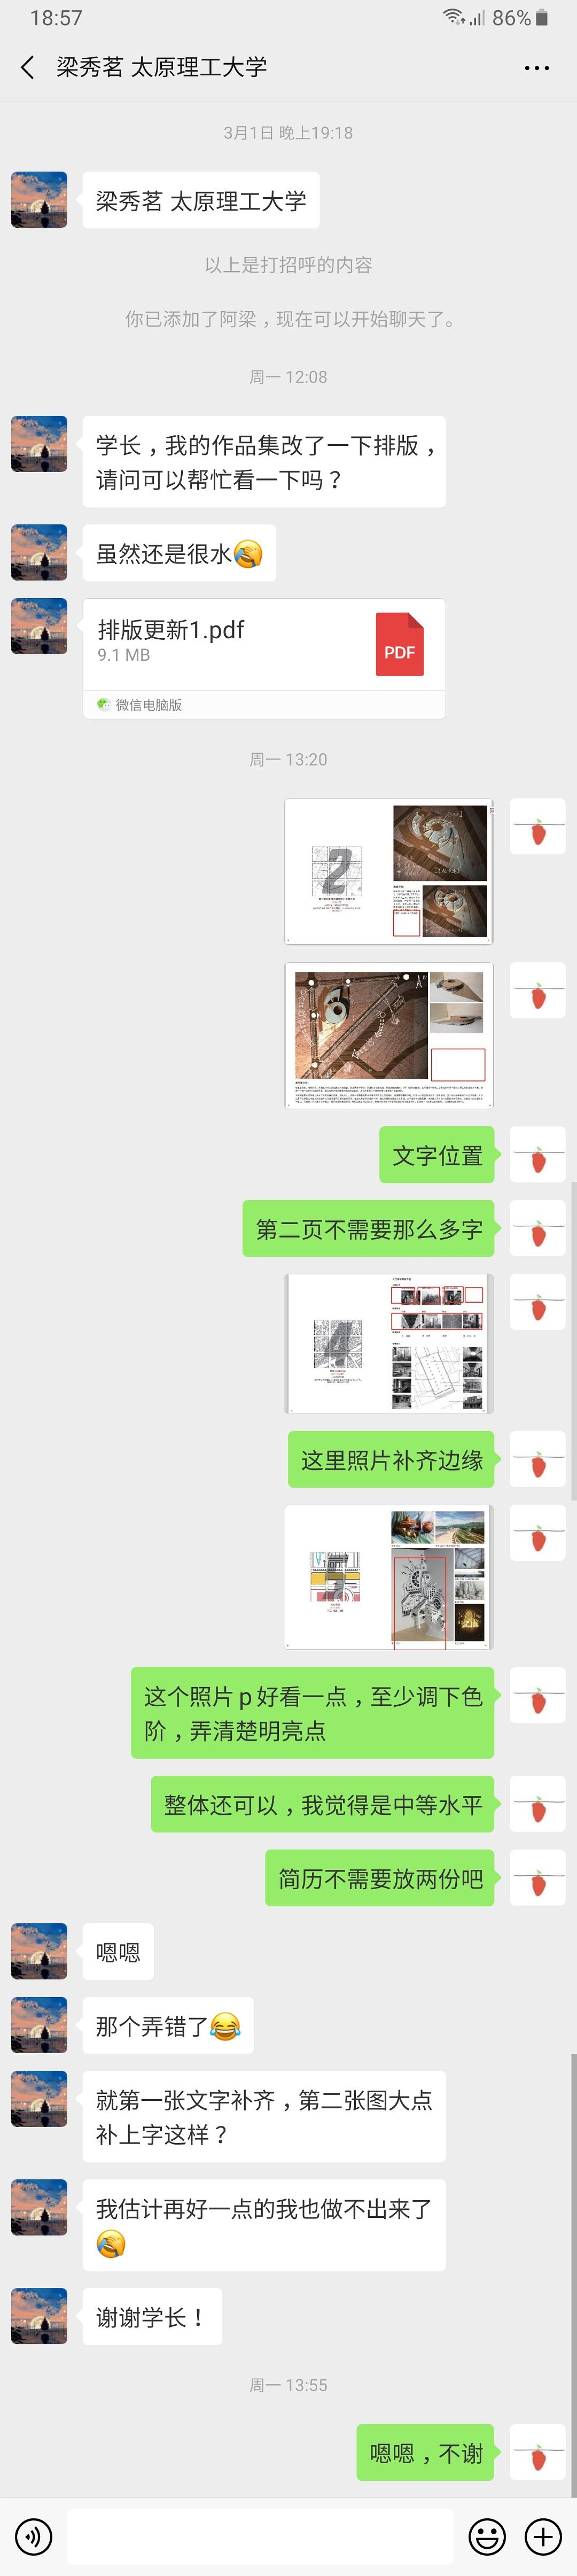 18:57
86%
梁秀茗 太原理工大学
3月1日 晚上19:18
梁秀茗 太原理工大学
以上是打招呼的内容
你已添加了阿梁，现在可以开始聊天了。
周一 12:08
学长，我的作品集改了一下排版，
请问可以帮忙看一下吗？
虽然还是很水
排版更新1.pdf
9.1 MB
PDF
微信电脑版
周一 13:20
2
文字位置
第二页不需要那么多字
4
这里照片补齐边缘
这个照片p好看一点，至少调下色
阶，弄清楚明亮点
整体还可以，我觉得是中等水平
简历不需要放两份吧
嗯嗯
那个弄错了
就第一张文字补齐，第二张图大点
补上字这样？
我估计再好一点的我也做不出来了
谢谢学长！
周一 13:55
嗯嗯，不谢